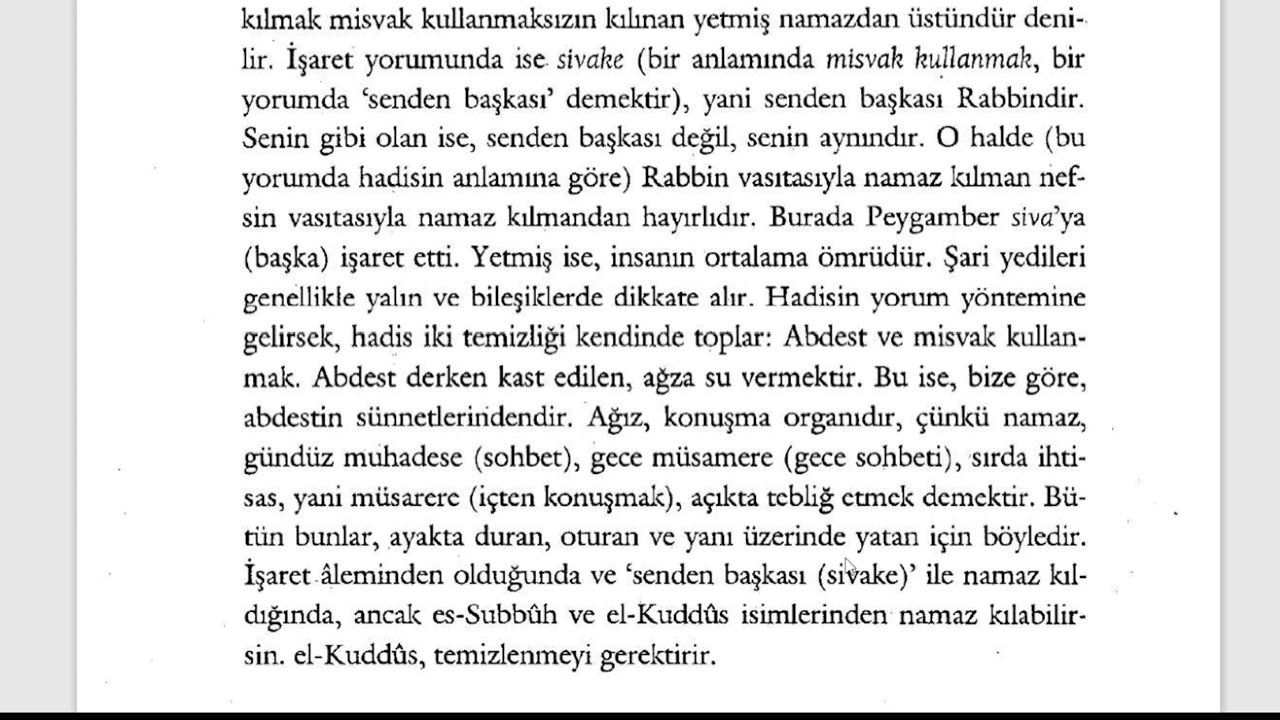 kılmak misvak kullanmaksızın kılınan yetmiş namazdan üstündür deni-
lir. İşaret yorumunda ise sivake (bir anlamında misvak kullanmak, bir
yorumda ‘senden başkası’ demektir), yani senden başkası Rabbindir.
Senin gibi olan ise, senden başkası değil, senin aynındır. O halde (bu
yorumda hadisin anlamına göre) Rabbin vasıtasıyla namaz kılman nef-
sin vasıtasıyla namaz kılmandan hayırlıdır. Burada Peygamber siva’ya
(başka) işaret etti. Yetmiş ise, insanın ortalama ömrüdür. Şari yedileri
genellikle yalın ve bileşiklerde dikkate alır. Hadisin yorum yöntemine
gelirsek, hadis iki temizliği kendinde toplar: Abdest ve misvak kullan-
mak. Abdest derken kast edilen, ağza su vermektir. Bu ise, bize göre,
abdestin sünnetlerindendir. Ağız, konuşma organıdır, çünkü namaz,
gündüz muhadese (sohbet), gece müsamere (gece sohbeti), sırda ihti-
sas, yani müsarere (içten konuşmak), açıkta tebliğ etmek demektir. Bü-
tün bunlar, ayakta duran, oturan ve yanı üzerinde yatan için böyledir.
İşaret âleminden olduğunda ve ‘senden başkası (sivake)’ ile namaz kıl-
dığında, ancak es-Subbûh ve el-Kuddûs isimlerinden namaz kılabilir-
sin. el-Kuddûs, temizlenmeyi gerektirir.